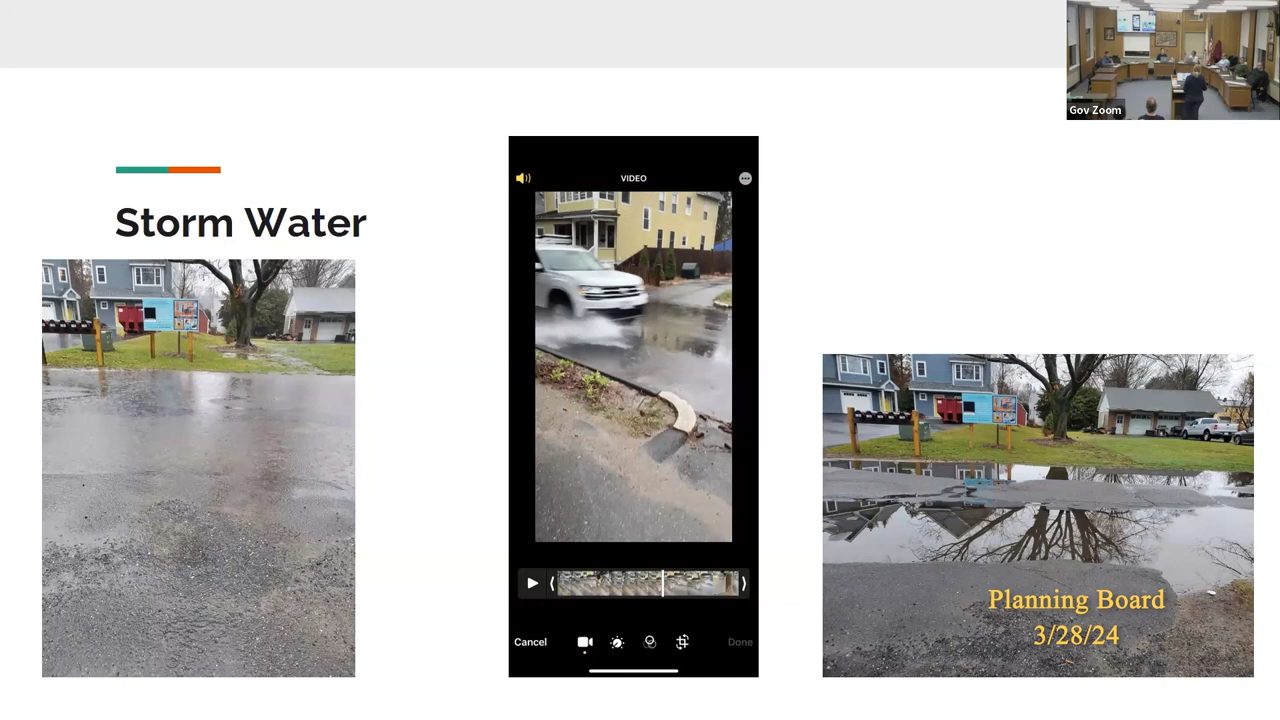 Gov Zoom
Storm Water
VIDEO
Cancel
Done
Planning Board
3/28/24